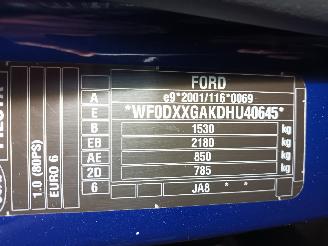 FORD
A e9*2001/116*0069
E *WF0DXXGAKDHU40645*
B 1530 kg
EB 2180 kg
AE 850 kg
2D 785 kg
6 JA8 * *
FIESTA
1.0 (80PS)
EURO 6